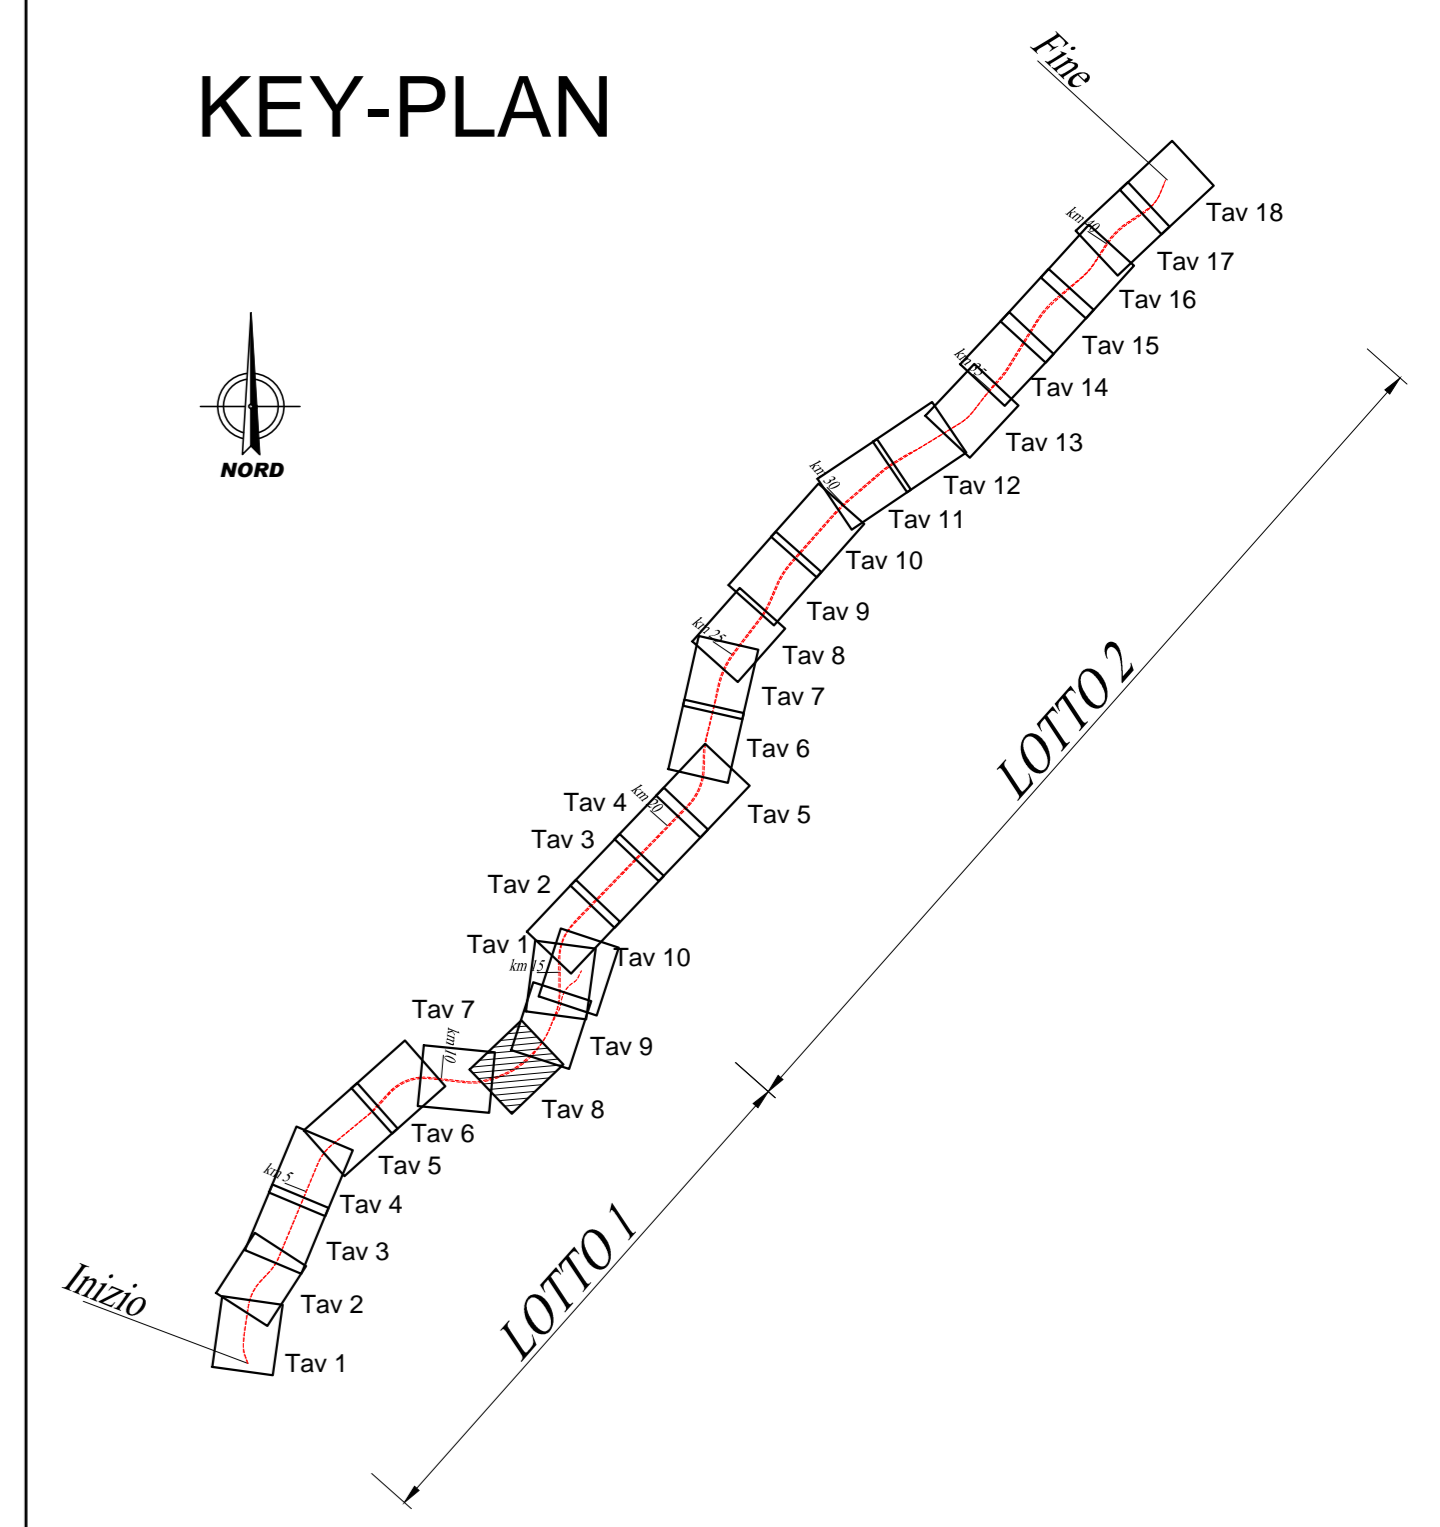 KEY-PLAN
Fine
Tav 18
km 40
Tav 17
Tav 16
Tav 15
km 35
Tav 14
Tav 13
NORD
km 30
Tav 12
Tav 11
Tav 10
Tav 9
km 25
Tav 8
Tav 7
LOTTO 2
Tav 6
km 20
Tav 4
Tav 5
Tav 3
Tav 2
Tav 1
km 15
Tav 10
Tav 7
km 10
Tav 9
Tav 8
Tav 6
Tav 5
km 5
Tav 4
Tav 3
Inizio
Tav 2
LOTTO 1
Tav 1